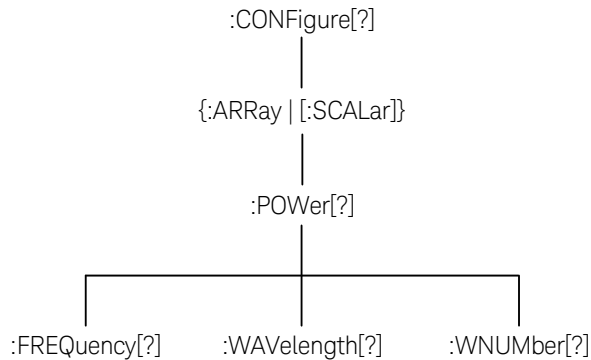 :CONFigure[?]
{:ARRay | [:SCALar]}
:POWer[?]
:FREQuency[?] :WAVelength[?] :WNUMber[?]